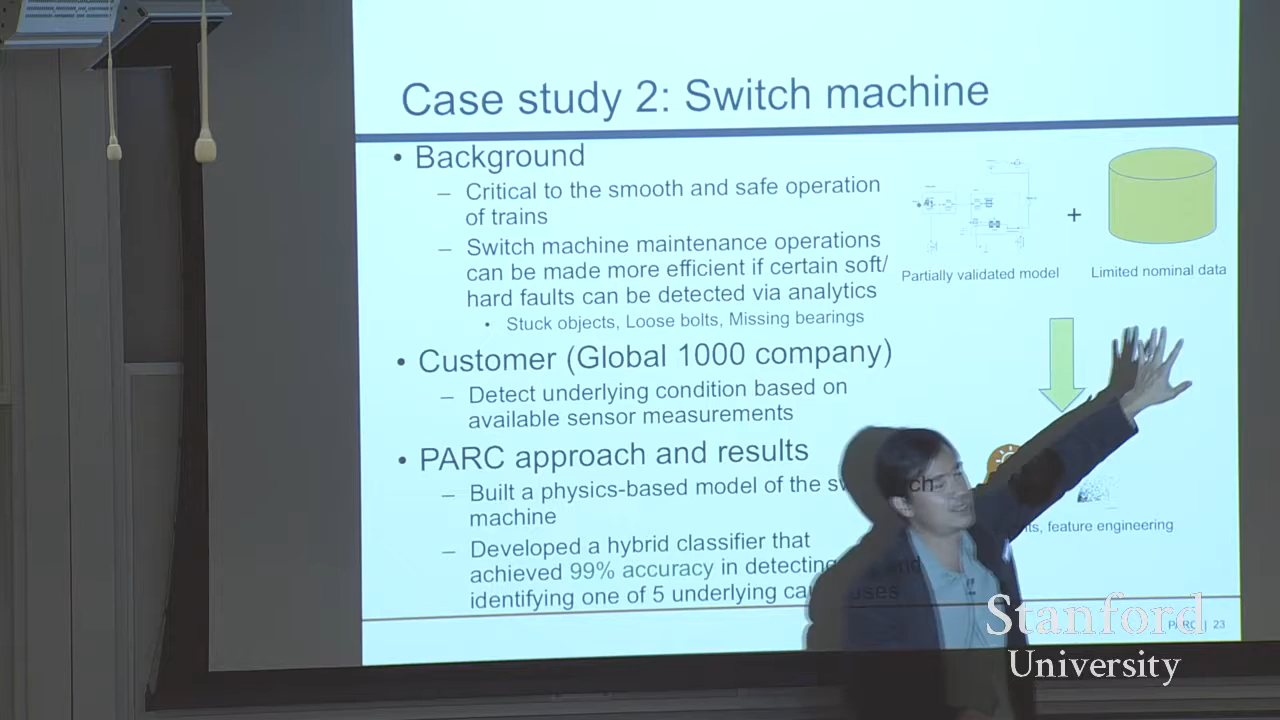 Case study 2: Switch machine
• Background
– Critical to the smooth and safe operation
of trains
– Switch machine maintenance operations
can be made more efficient if certain soft/
hard faults can be detected via analytics
• Stuck objects, Loose bolts, Missing bearings
• Customer (Global 1000 company)
– Detect underlying condition based on
available sensor measurements
• PARC approach and results
– Built a physics-based model of the
machine
– Developed a hybrid classifier that
achieved 99% accuracy in detecting
identifying one of 5 underlying
+
Partially validated model
Limited nominal data
feature engineering
PARC | 23
Stanford
University